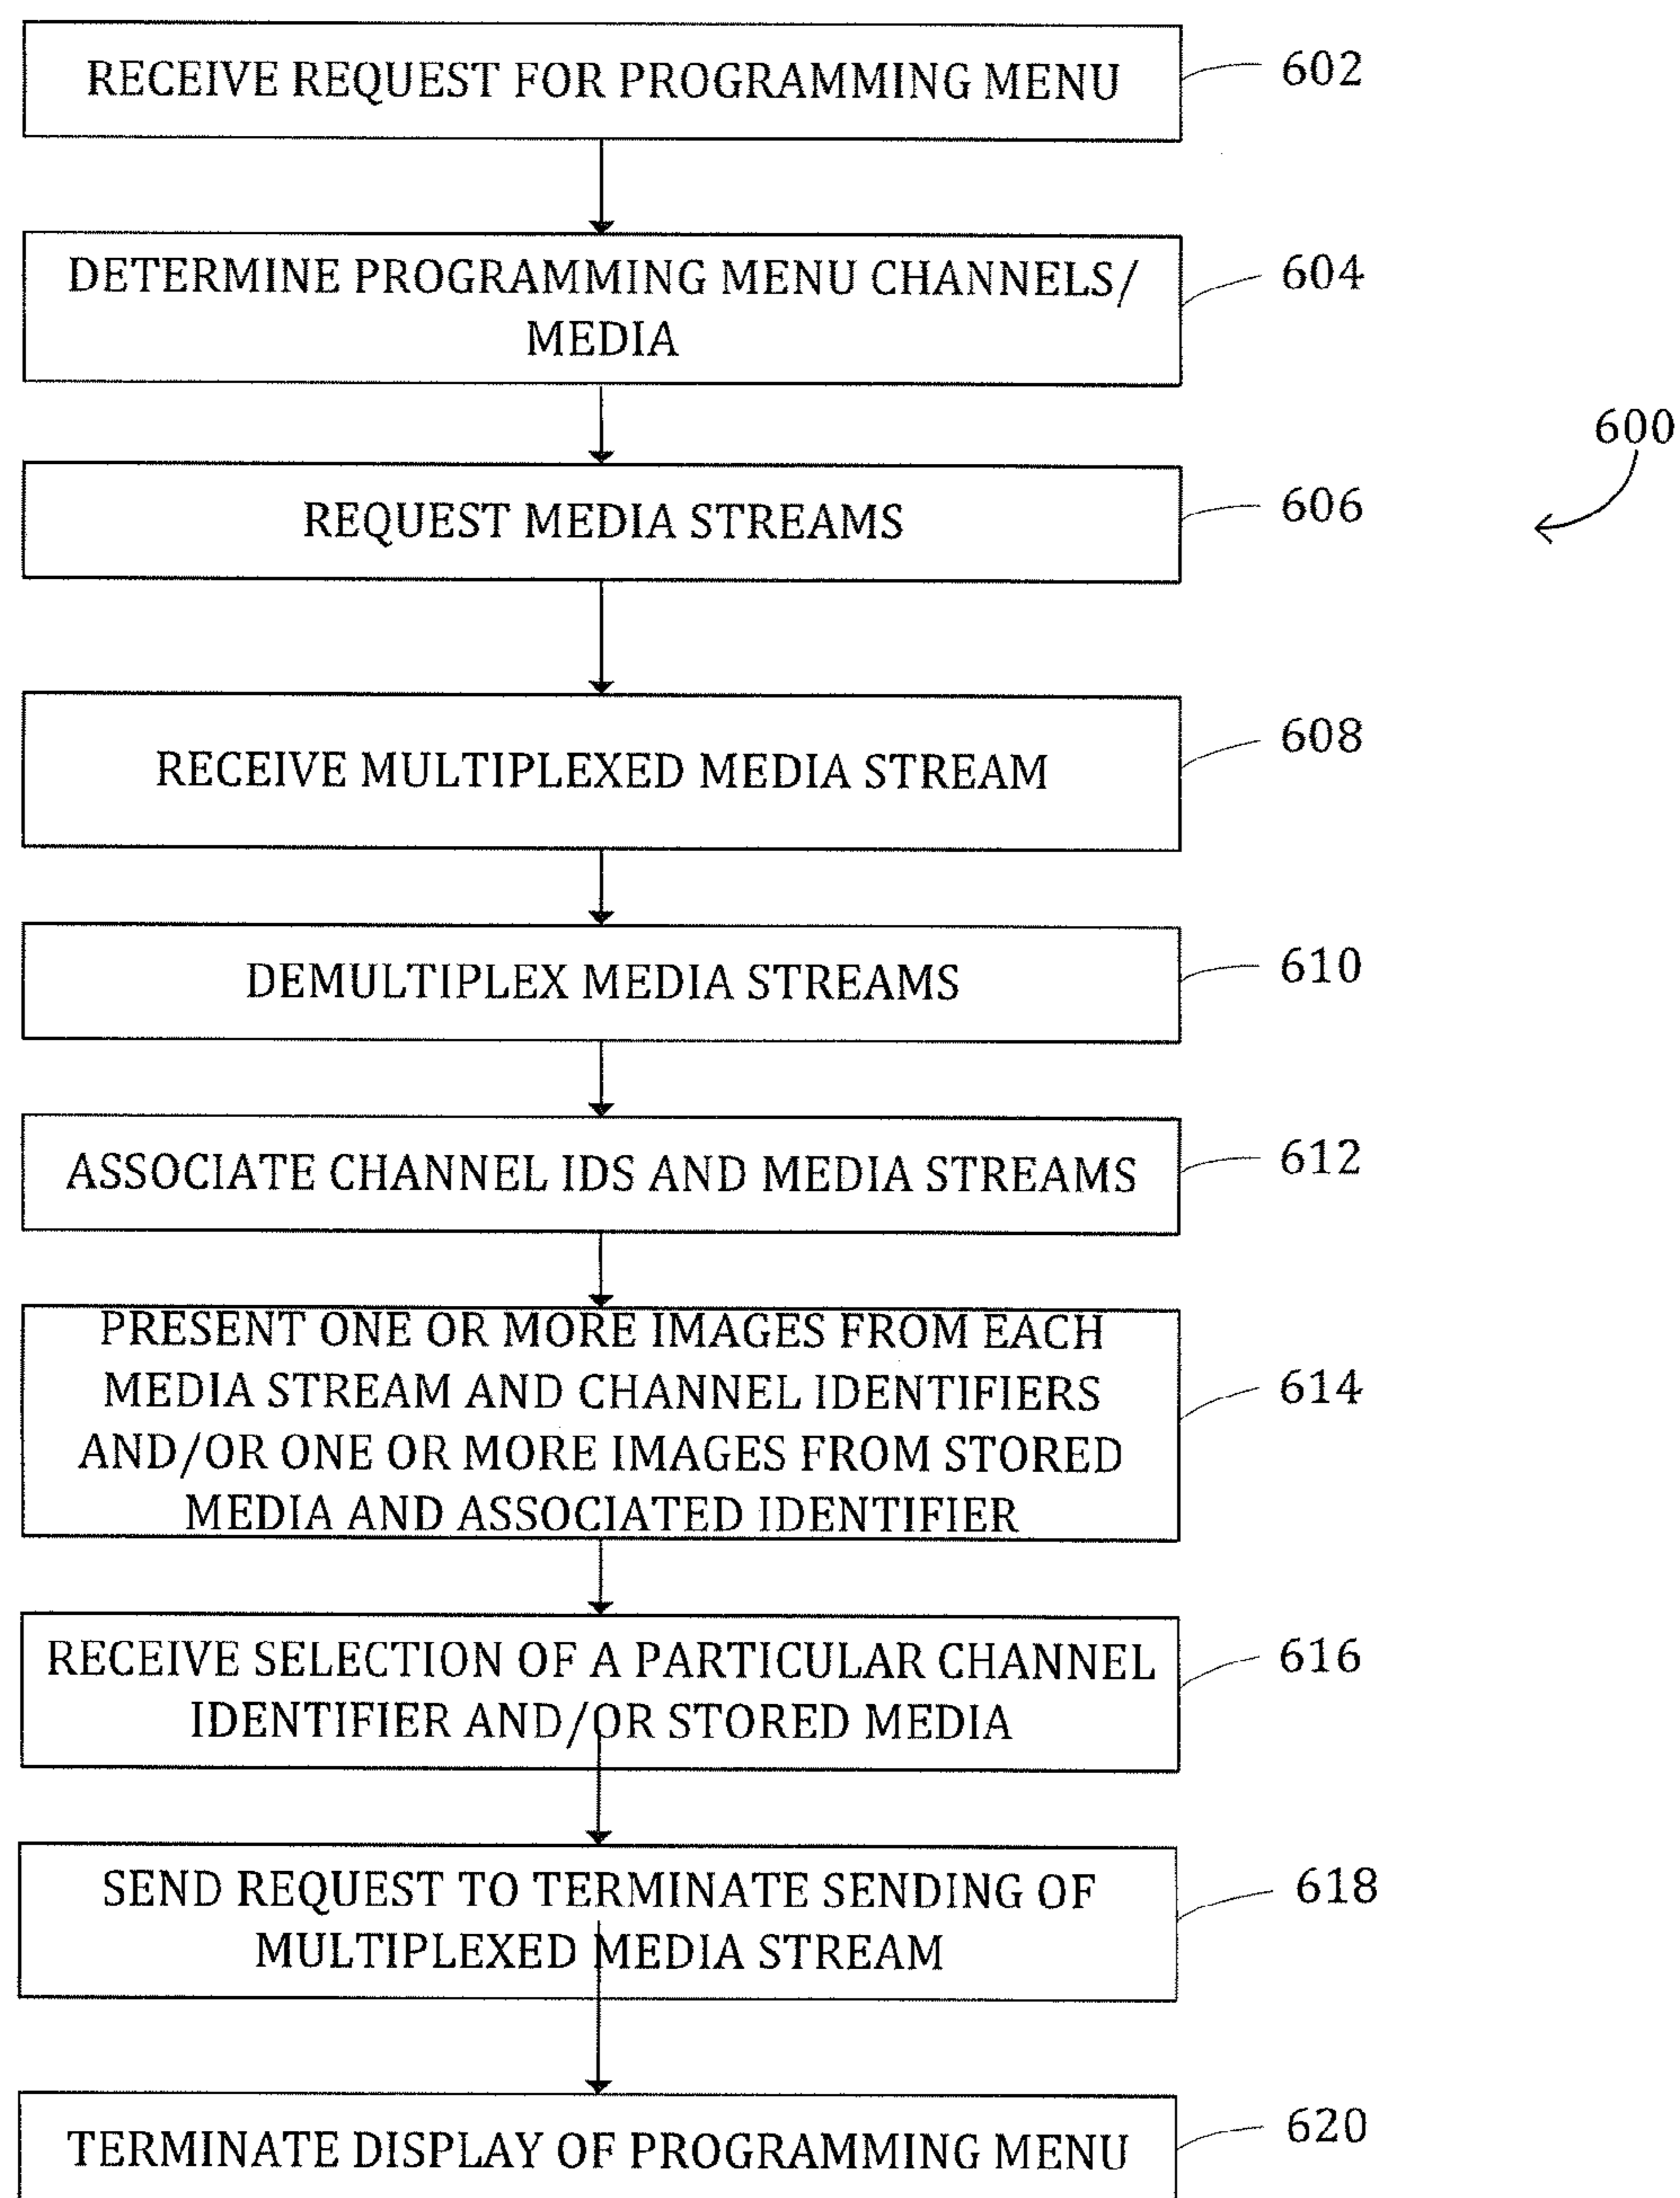 RECEIVE REQUEST FOR PROGRAMMING MENU
602
DETERMINE PROGRAMMING MENU CHANNELS/
MEDIA
604
600
REQUEST MEDIA STREAMS
606
RECEIVE MULTIPLEXED MEDIA STREAM
608
DEMULTIPLEX MEDIA STREAMS
610
ASSOCIATE CHANNEL IDS AND MEDIA STREAMS
612
PRESENT ONE OR MORE IMAGES FROM EACH
MEDIA STREAM AND CHANNEL IDENTIFIERS
AND/OR ONE OR MORE IMAGES FROM STORED
MEDIA AND ASSOCIATED IDENTIFIER
614
RECEIVE SELECTION OF A PARTICULAR CHANNEL
IDENTIFIER AND/OR STORED MEDIA
616
SEND REQUEST TO TERMINATE SENDING OF
MULTIPLEXED MEDIA STREAM
618
TERMINATE DISPLAY OF PROGRAMMING MENU
620